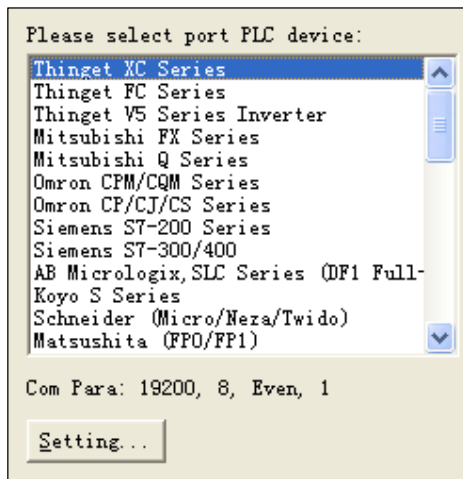 Please select port PLC device:
Thinget XC Series
Thinget FC Series
Thinget V5 Series Inverter
Mitsubishi FX Series
Mitsubishi Q Series
Omron CPM/CQM Series
Omron CP/CJ/CS Series
Siemens S7-200 Series
Siemens S7-300/400
AB Micrologix,SLC Series (DF1 Full-
Koyo S Series
Schneider (Micro/Neza/Twido)
Matsushita (FP0/FP1)
Com Para: 19200, 8, Even, 1
Setting...